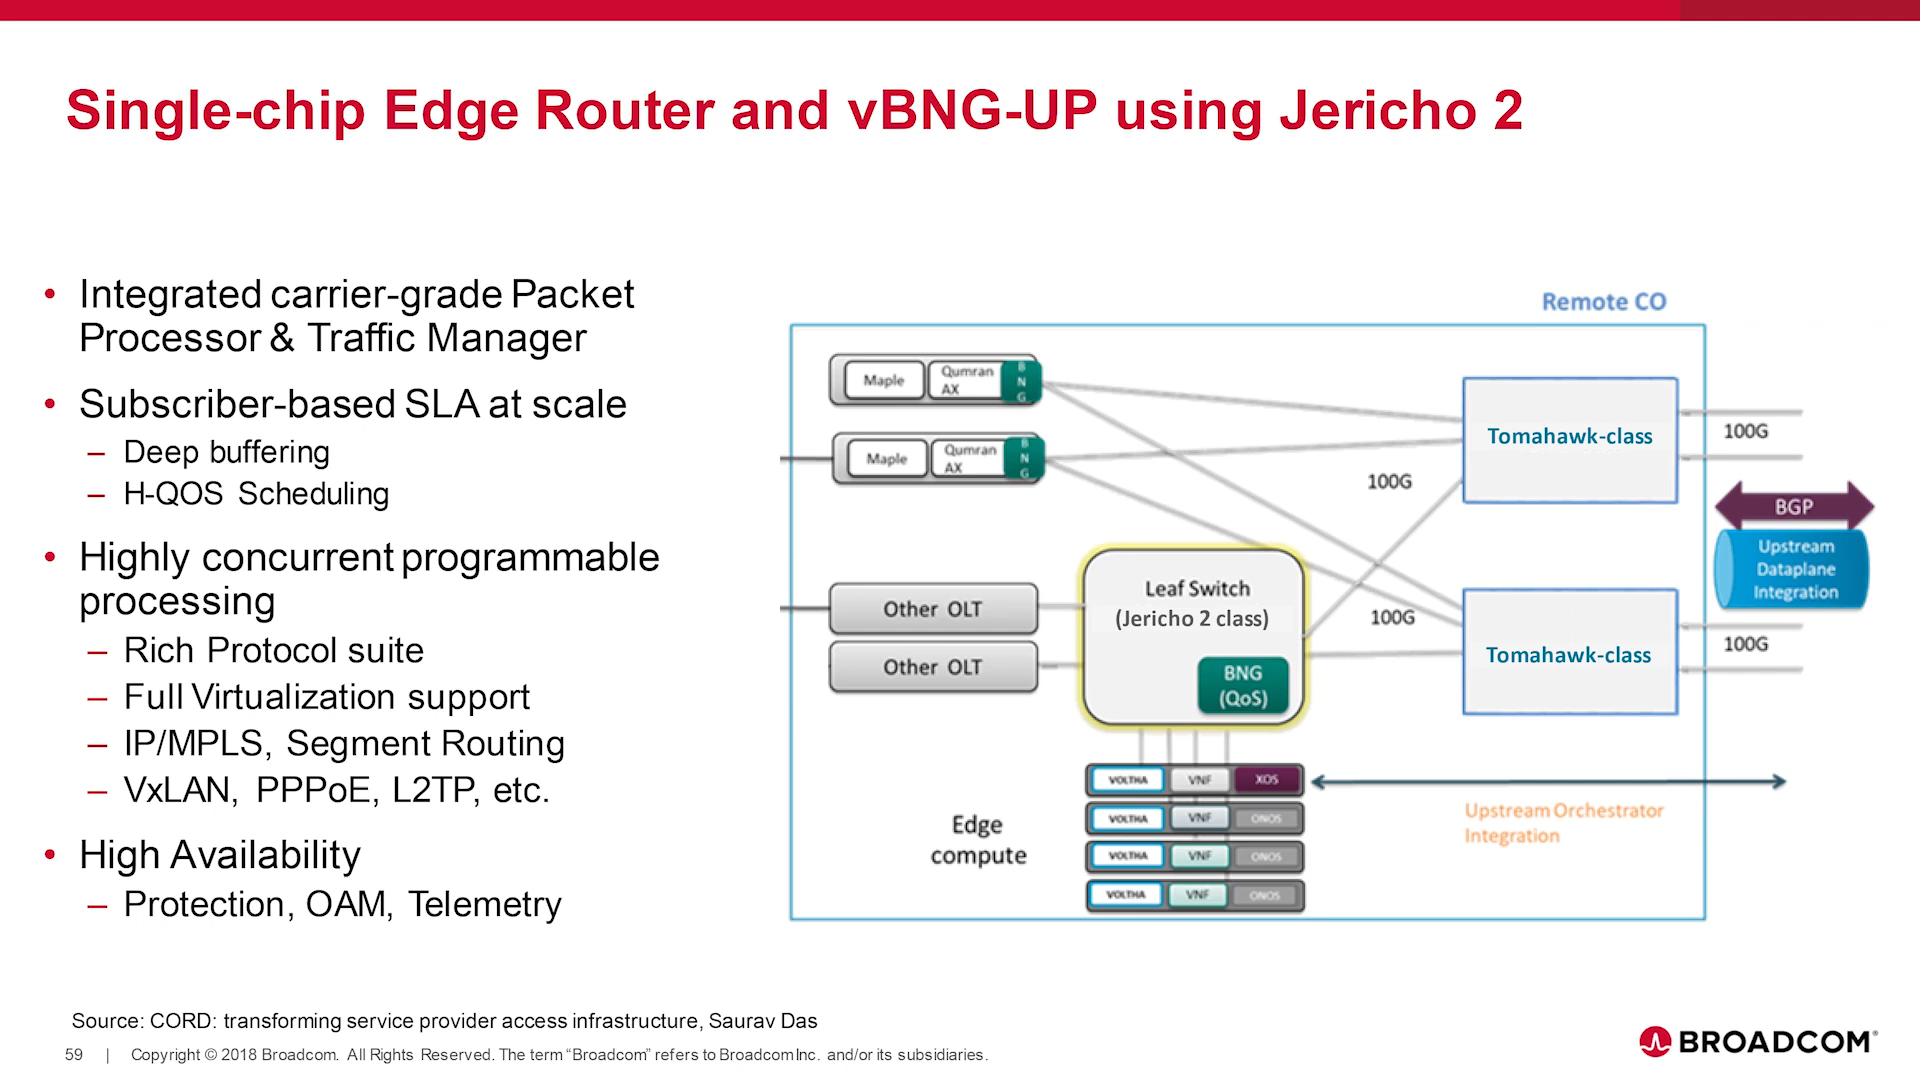 Single-chip Edge Router and vBNG-UP using Jericho 2
• Integrated carrier-grade Packet
Processor & Traffic Manager
• Subscriber-based SLA at scale
– Deep buffering
– H-QOS Scheduling
• Highly concurrent programmable
processing
– Rich Protocol suite
– Full Virtualization support
– IP/MPLS, Segment Routing
– VxLAN, PPPoE, L2TP, etc.
• High Availability
– Protection, OAM, Telemetry
Remote CO
Maple
Qumran
AX
B
N
G
Maple
Qumran
AX
B
N
G
Other OLT
Other OLT
Leaf Switch
(Jericho 2 class)
BNG
(QoS)
100G
100G
Tomahawk-class
Tomahawk-class
100G
100G
BGP
Upstream
Dataplane
Integration
Edge
compute
VOLTHA VNF XOS
VOLTHA VNF ONOS
VOLTHA VNF ONOS
VOLTHA VNF ONOS
Upstream Orchestrator
Integration
Source: CORD: transforming service provider access infrastructure, Saurav Das
59 | Copyright © 2018 Broadcom. All Rights Reserved. The term “Broadcom” refers to Broadcom Inc. and/or its subsidiaries.
BROADCOM®